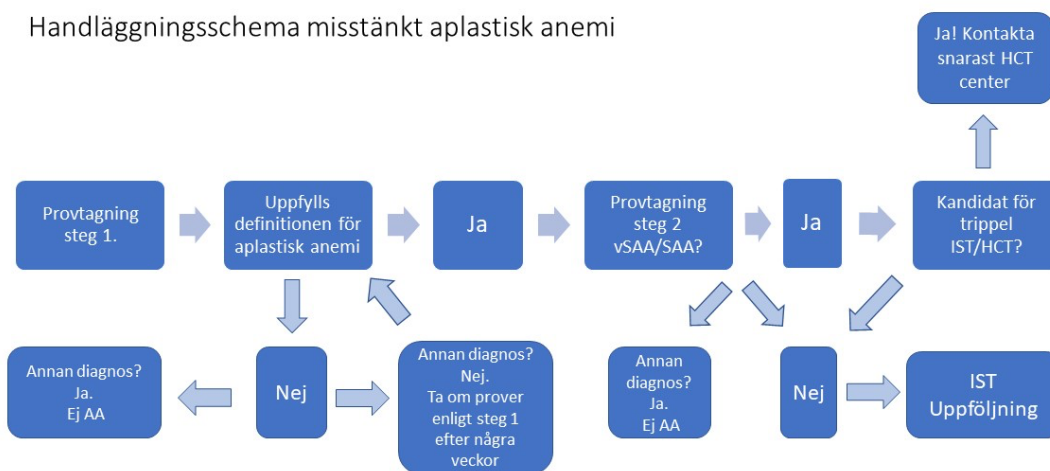 Handläggningsschema misstänkt aplastisk anemi
Ja! Kontakta
snarast HCT
center
Provtagning
steg 1.
Uppfylls
definitionen för
aplastisk anemi
Ja
Provtagning
steg 2
vSAA/SAA?
Ja
Kandidat för
trippel
IST/HCT?
Annan diagnos?
Ja.
Ej AA
Nej
Annan diagnos?
Nej.
Ta om prover
enligt steg 1
efter några
veckor
Annan
diagnos?
Ja.
Ej AA
Nej
IST
Uppföljning